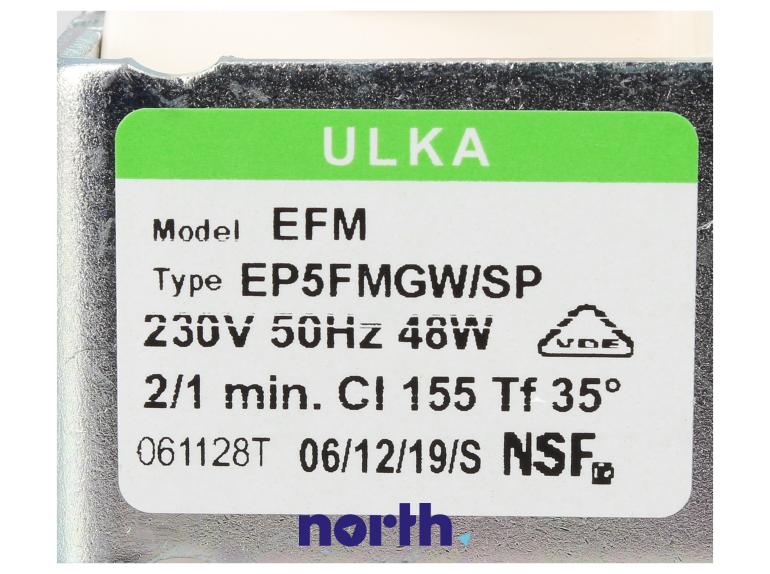 ULKA
Model EFM
Type EP5FMGW/SP
230V 50Hz 48W VDE
2/1 min. Cl 155 Tf 35°
061128T 06/12/19/S NSF
north